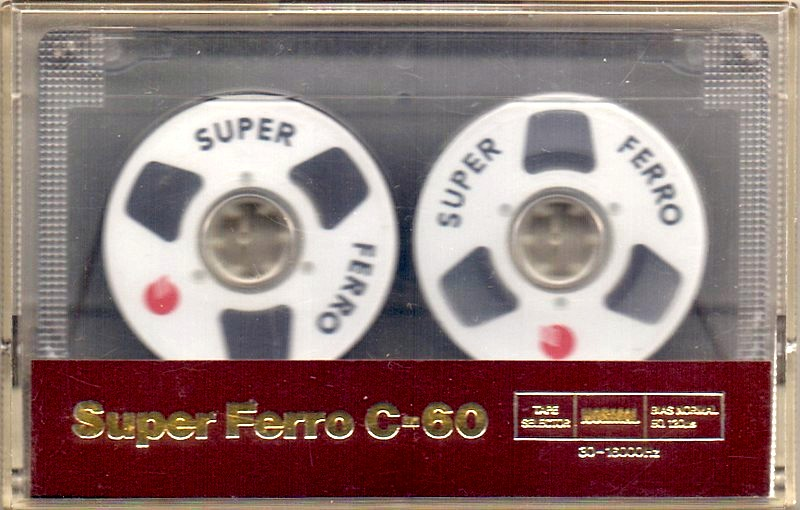 SUPER
FERRO
SUPER
FERRO
Super Ferro C-60
TAPE SELECTOR
NORMAL
BIAS NORMAL
EQ. 120µs
30-16000Hz